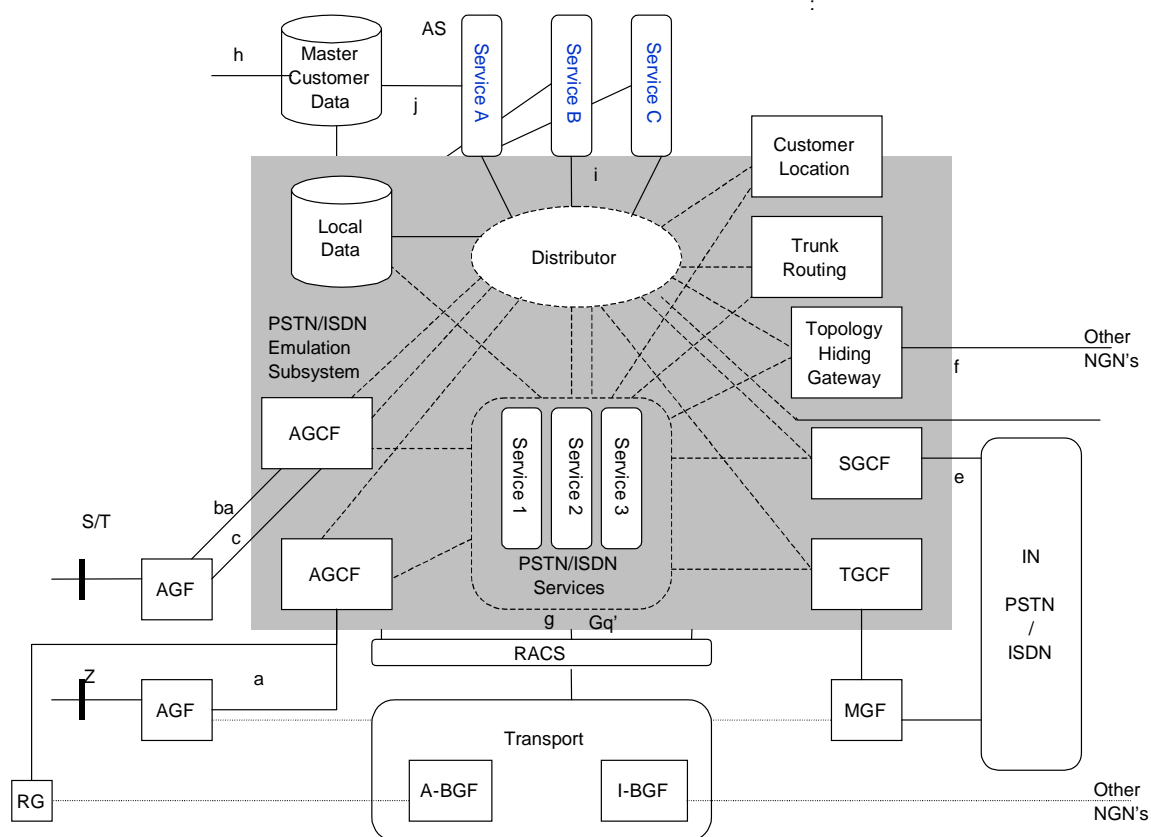 :
AS
h
Master
Customer
Data
j
Service A
Service B
Service C
i
Customer
Location
Local
Data
Distributor
Trunk
Routing
PSTN/ISDN
Emulation
Subsystem
Topology
Hiding
Gateway
Other
NGN's
f
AGCF
Service 1
Service 2
Service 3
SGCF
e
ba
S/T
c
AGF
AGCF
PSTN/ISDN
Services
TGCF
IN
PSTN
/
ISDN
g
Gq'
RACS
Z
a
AGF
MGF
Transport
A-BGF
I-BGF
RG
Other
NGN's